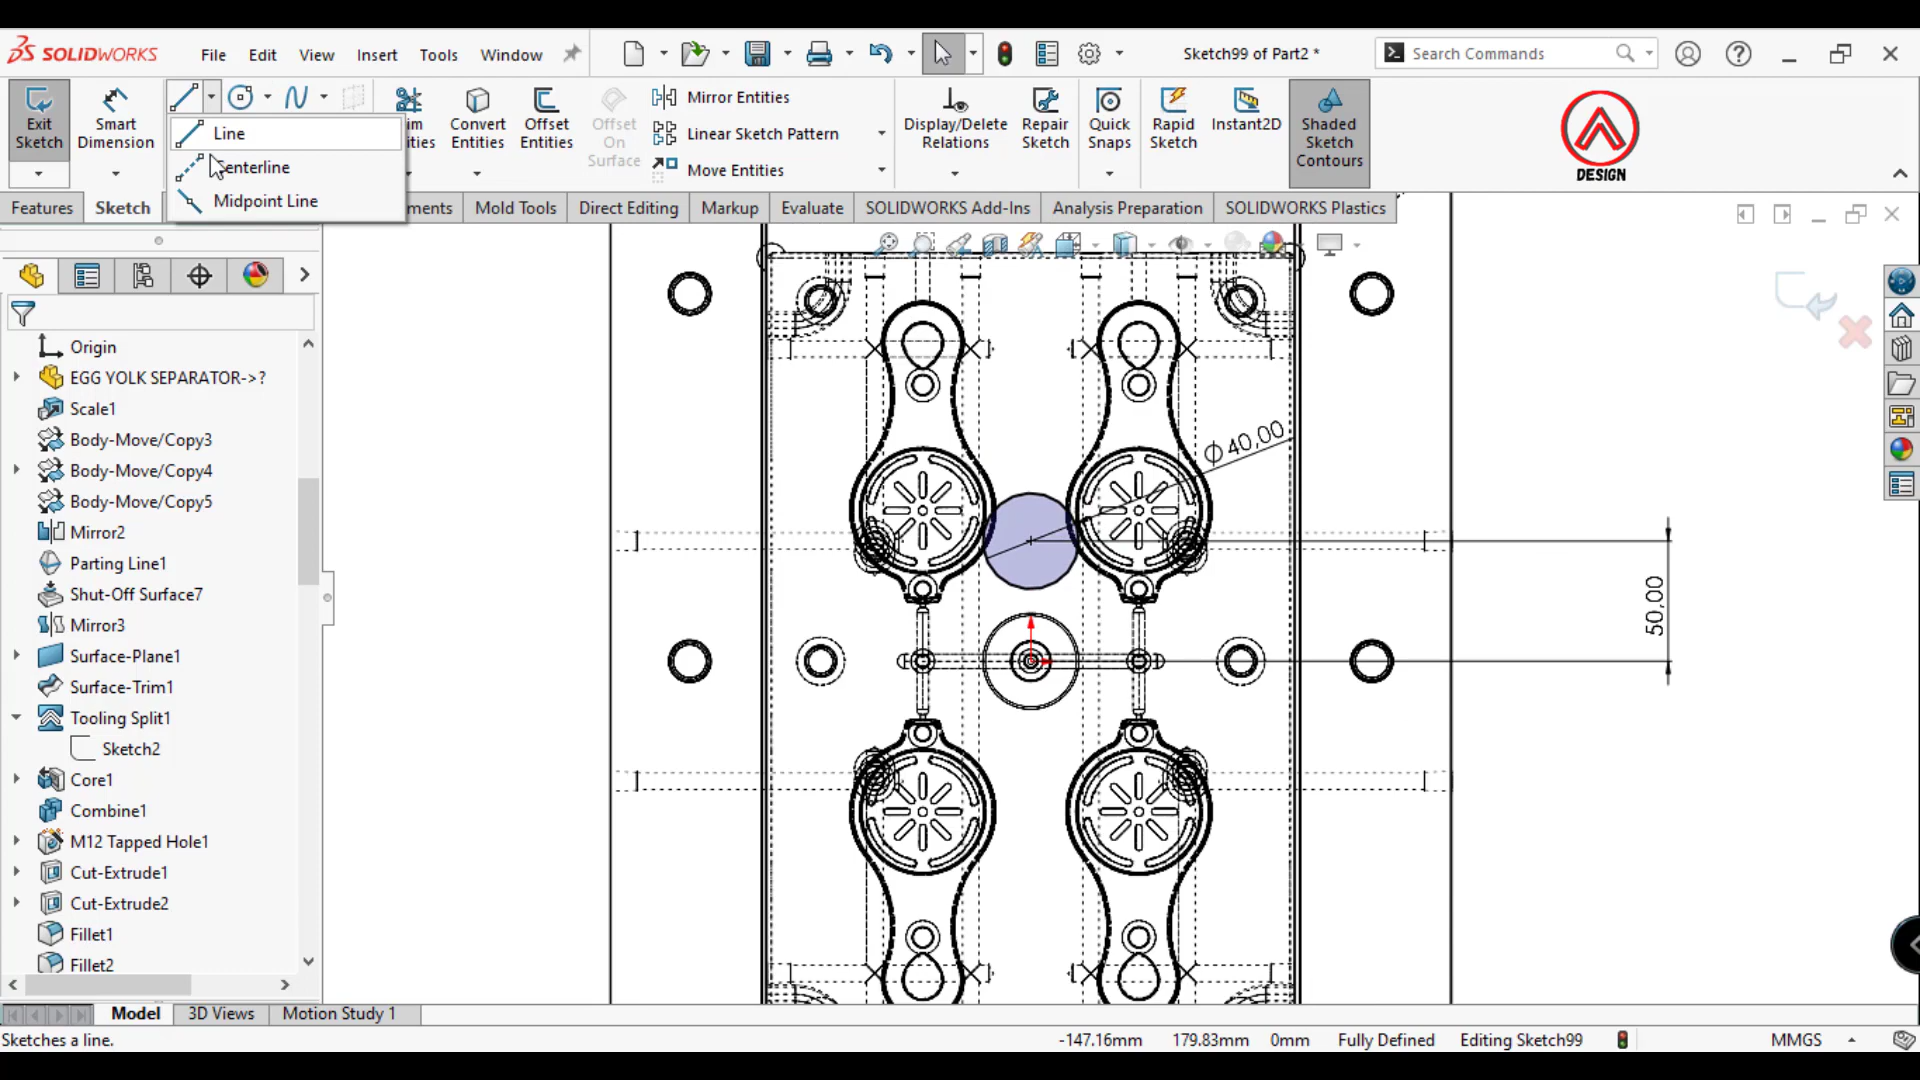 SOLIDWORKS File Edit View Insert Tools Window Sketch99 of Part2 * Search Commands
Exit Sketch
Smart Dimension
Line
Centerline
Midpoint Line
Convert Entities
Offset Entities
Offset On Surface
Mirror Entities
Linear Sketch Pattern
Move Entities
Display/Delete Relations
Repair Sketch
Quick Snaps
Rapid Sketch
Instant2D
Shaded Sketch Contours
DESIGN
Features Sketch ments Mold Tools Direct Editing Markup Evaluate SOLIDWORKS Add-Ins Analysis Preparation SOLIDWORKS Plastics
Origin
EGG YOLK SEPARATOR->?
Scale1
Body-Move/Copy3
Body-Move/Copy4
Body-Move/Copy5
Mirror2
Parting Line1
Shut-Off Surface7
Mirror3
Surface-Plane1
Surface-Trim1
Tooling Split1
Sketch2
Core1
Combine1
M12 Tapped Hole1
Cut-Extrude1
Cut-Extrude2
Fillet1
Fillet2
Φ 40,00
50,00
Model 3D Views Motion Study 1
Sketches a line. -147.16mm 179.83mm 0mm Fully Defined Editing Sketch99 MMGS